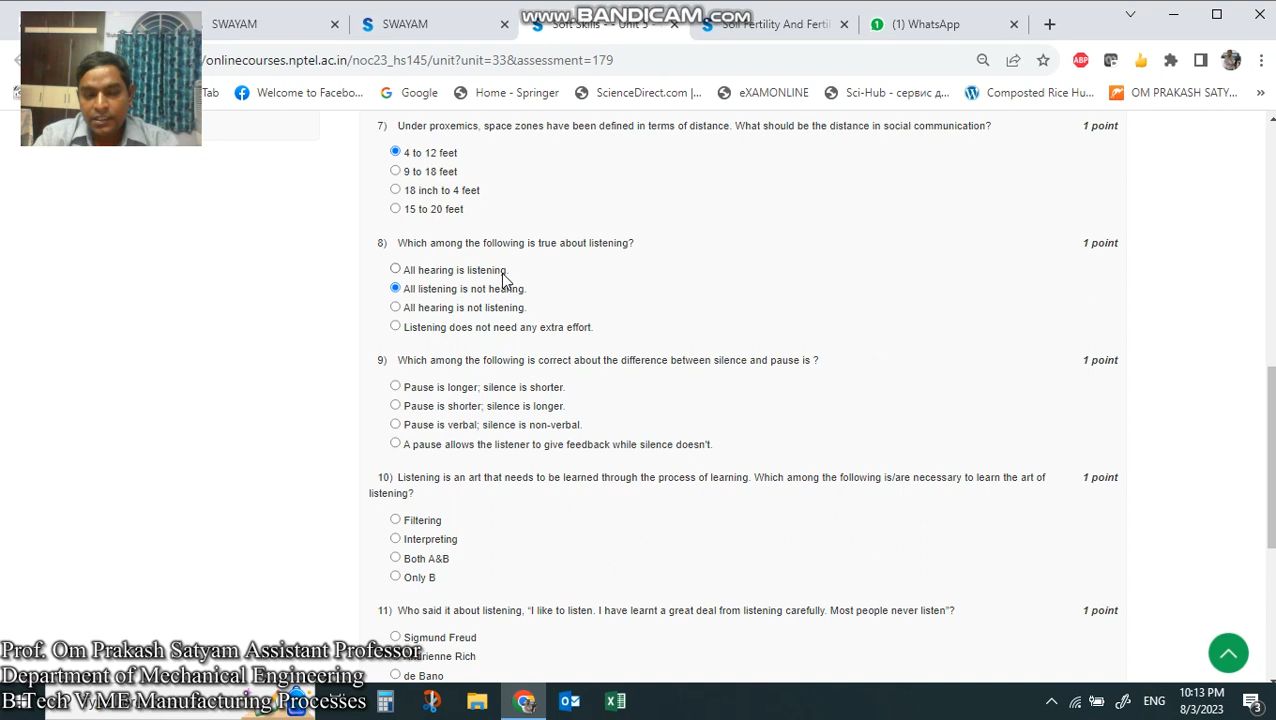 www.BANDICAM.com
SWAYAM
SWAYAM
Soft Skills - - Unit 5 -
Soil Fertility And Ferti
(1) WhatsApp
onlinecourses.nptel.ac.in/noc23_hs145/unit?unit=33&assessment=179
Tab
Welcome to Facebo...
Google
Home - Springer
ScienceDirect.com |...
eXAMONLINE
Sci-Hub - сервис д...
Composted Rice Hu...
OM PRAKASH SATY...
»
7) Under proxemics, space zones have been defined in terms of distance. What should be the distance in social communication? 1 point
4 to 12 feet
9 to 18 feet
18 inch to 4 feet
15 to 20 feet
8) Which among the following is true about listening? 1 point
All hearing is listening.
All listening is not hearing.
All hearing is not listening.
Listening does not need any extra effort.
9) Which among the following is correct about the difference between silence and pause is ? 1 point
Pause is longer; silence is shorter.
Pause is shorter; silence is longer.
Pause is verbal; silence is non-verbal.
A pause allows the listener to give feedback while silence doesn't.
10) Listening is an art that needs to be learned through the process of learning. Which among the following is/are necessary to learn the art of 1 point
listening?
Filtering
Interpreting
Both A&B
Only B
11) Who said it about listening, “I like to listen. I have learnt a great deal from listening carefully. Most people never listen”? 1 point
Sigmund Freud
Adrienne Rich
de Bano
Prof. Om Prakash Satyam Assistant Professor
Department of Mechanical Engineering
B.Tech V ME Manufacturing Processes
ENG
10:13 PM
8/3/2023
3